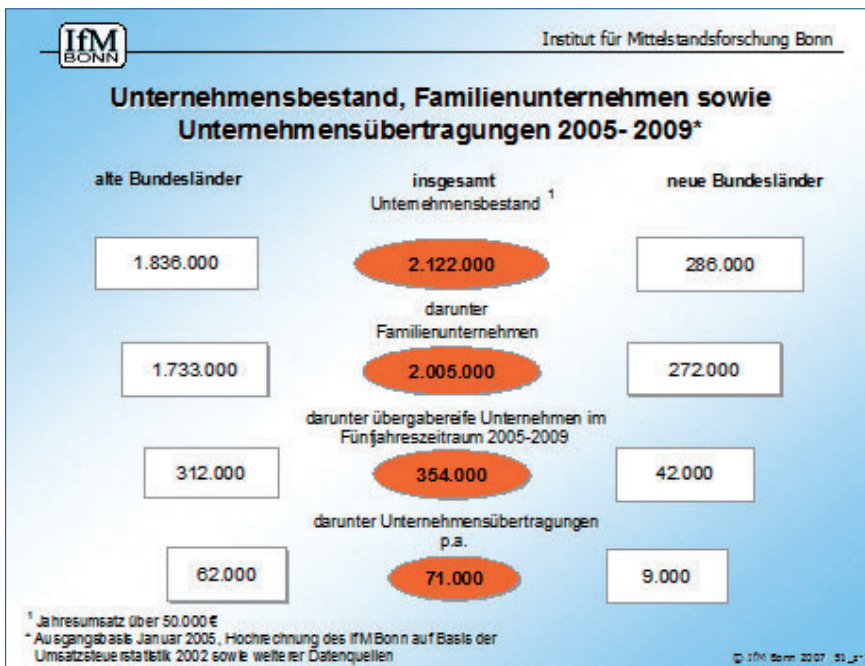 IfM
BONN
Institut für Mittelstandsforschung Bonn
Unternehmensbestand, Familienunternehmen sowie
Unternehmensübertragungen 2005- 2009*
alte Bundesländer
insgesamt
neue Bundesländer
Unternehmensbestand ¹
1.836.000
2.122.000
286.000
darunter
Familienunternehmen
1.733.000
2.005.000
272.000
darunter übergabereife Unternehmen im
Fünfjahreszeitraum 2005-2009
312.000
354.000
42.000
darunter Unternehmensübertragungen
p.a.
62.000
71.000
9.000
¹ Jahresumsatz über 50.000 €
* Ausgangsbasis Januar 2005, Hochrechnung des IfM Bonn auf Basis der
Umsatzsteuerstatistik 2002 sowie weiterer Datenquellen
© IfM Bonn 2007